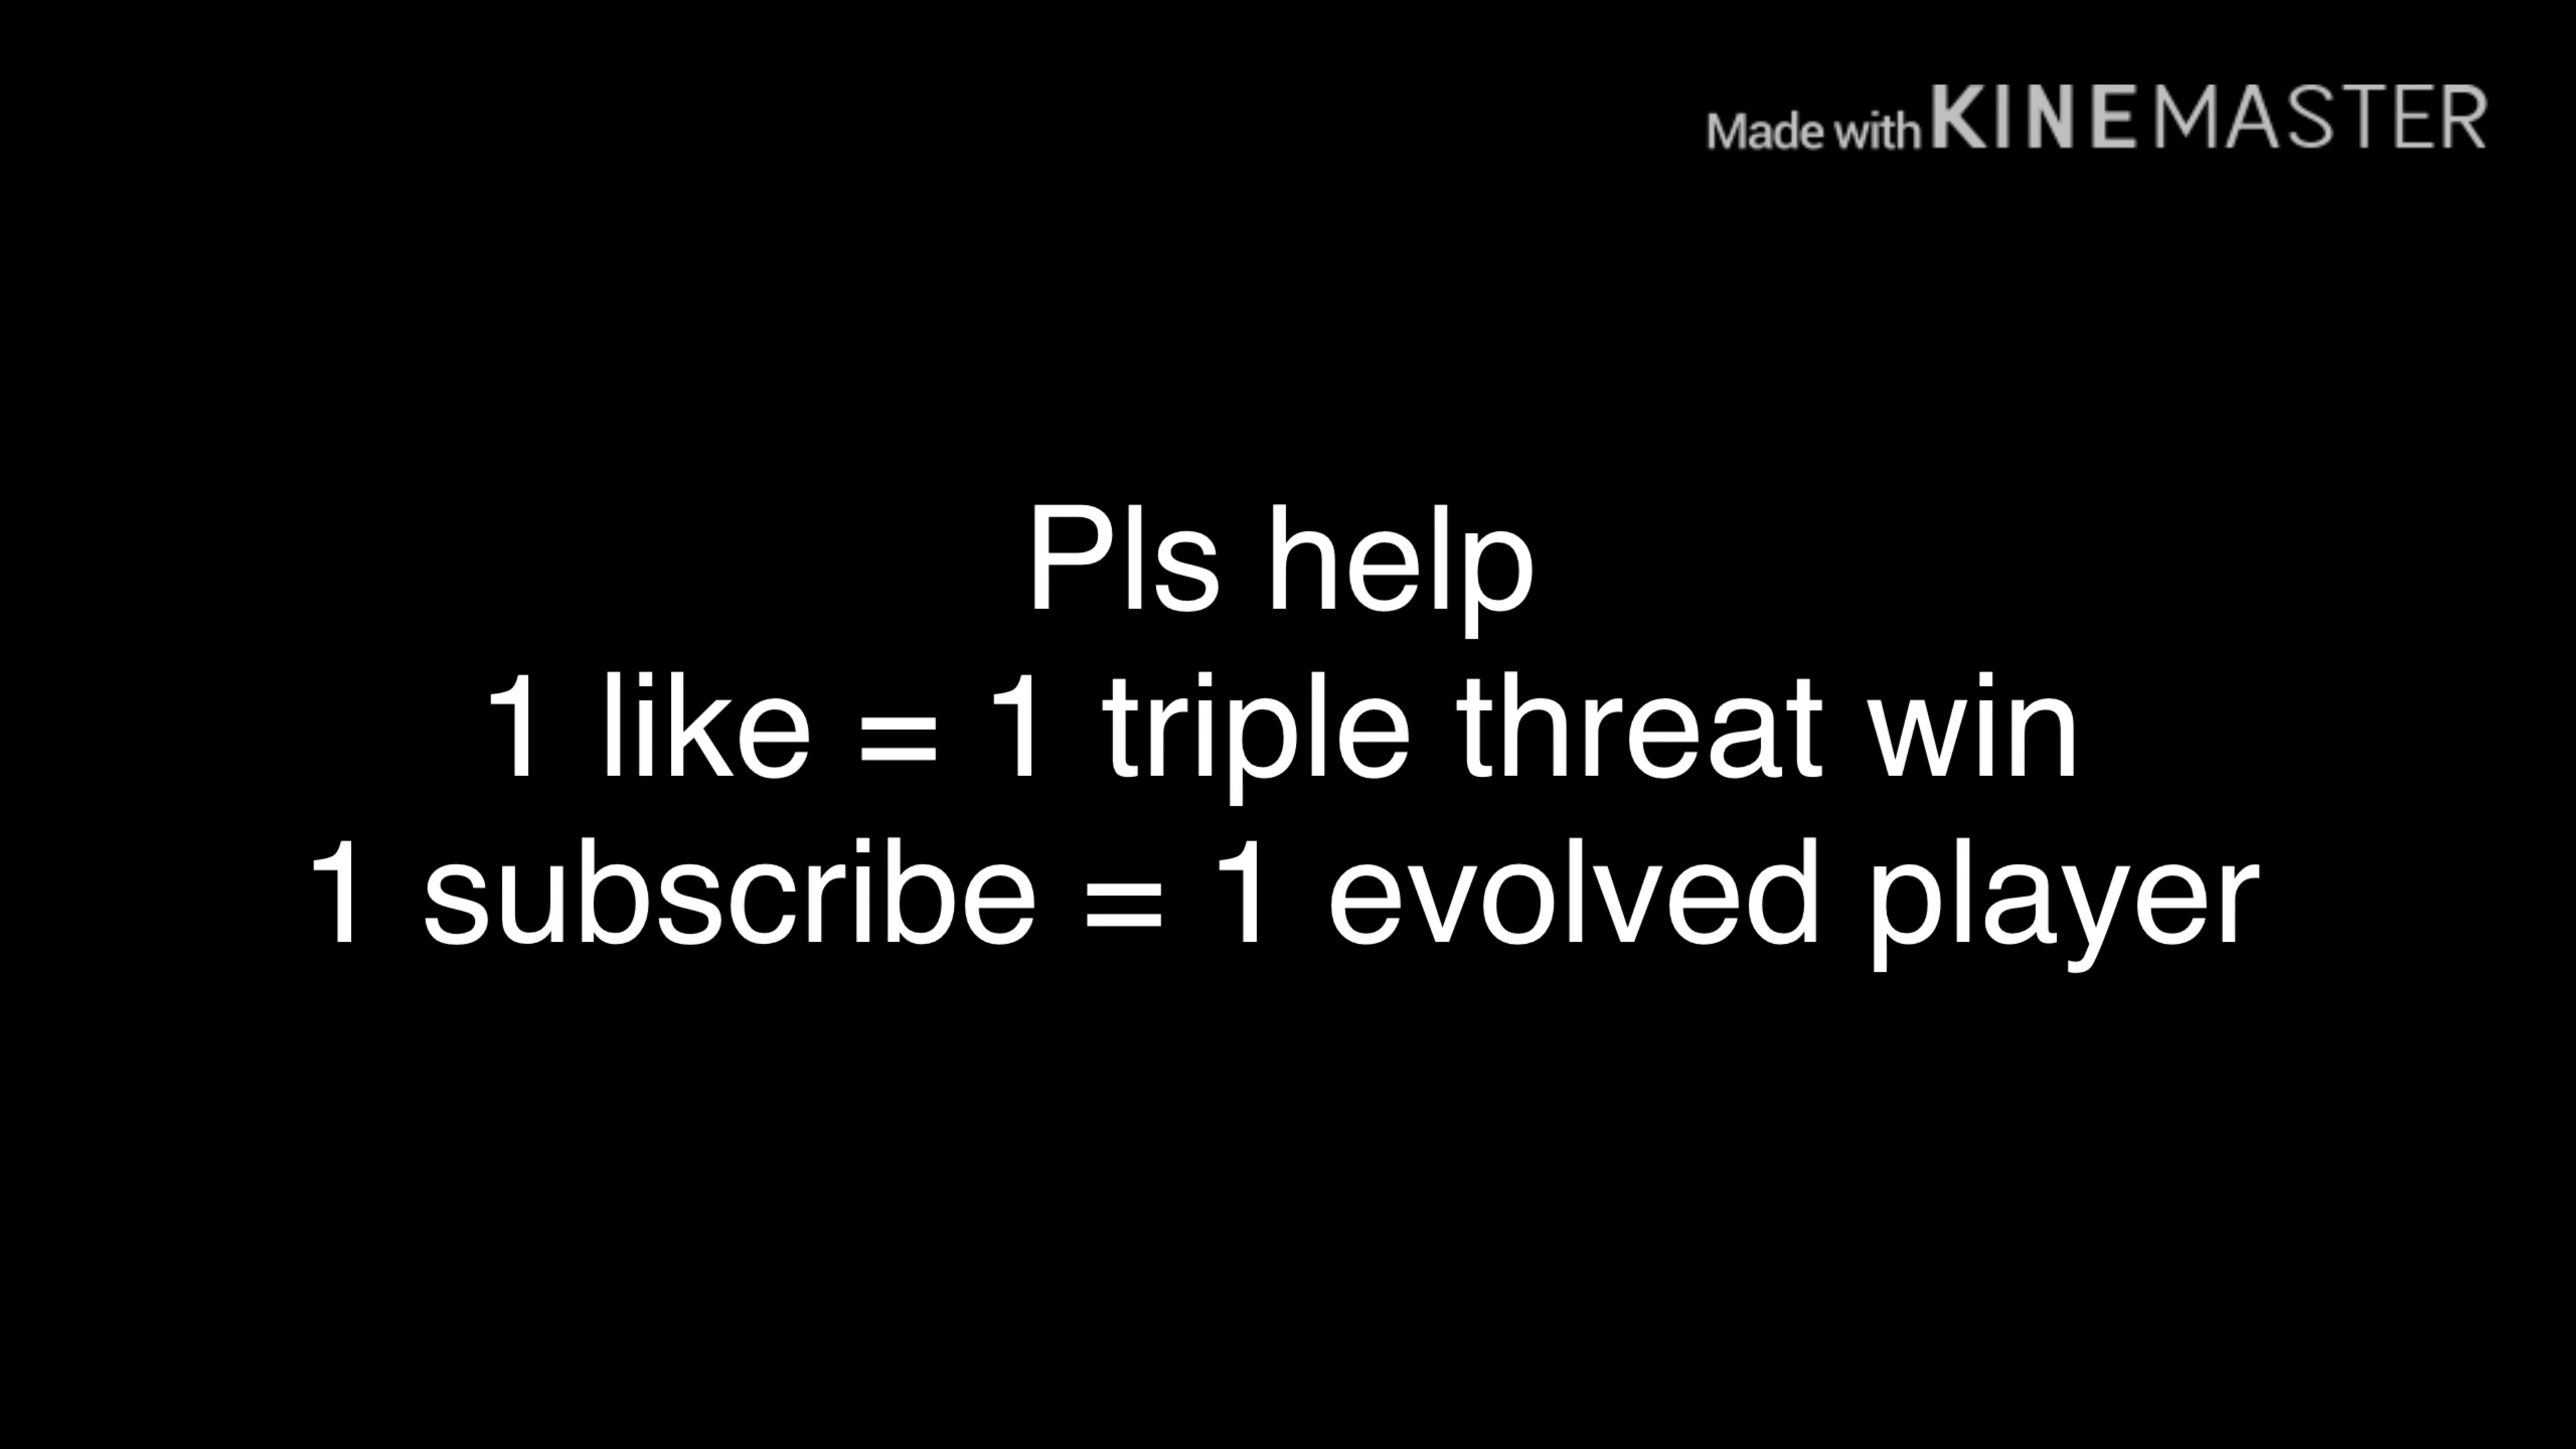 Made with KINEMASTER
Pls help
1 like = 1 triple threat win
1 subscribe = 1 evolved player